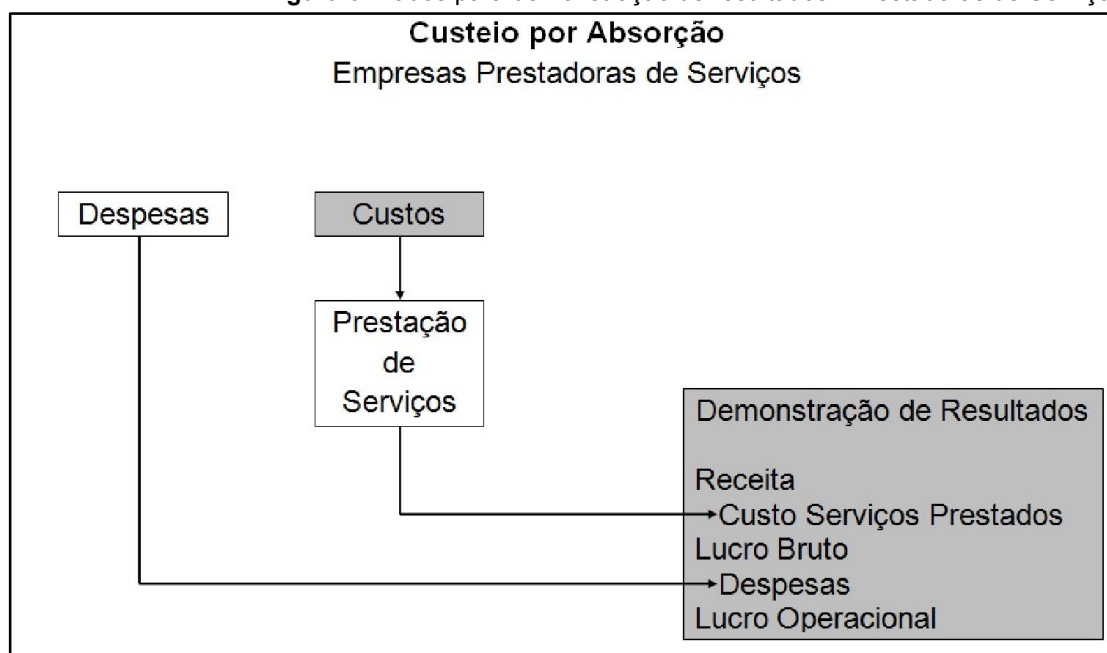 Custeio por Absorção
Empresas Prestadoras de Serviços
Despesas
Custos
Prestação
de
Serviços
Demonstração de Resultados
Receita
Custo Serviços Prestados
Lucro Bruto
Despesas
Lucro Operacional